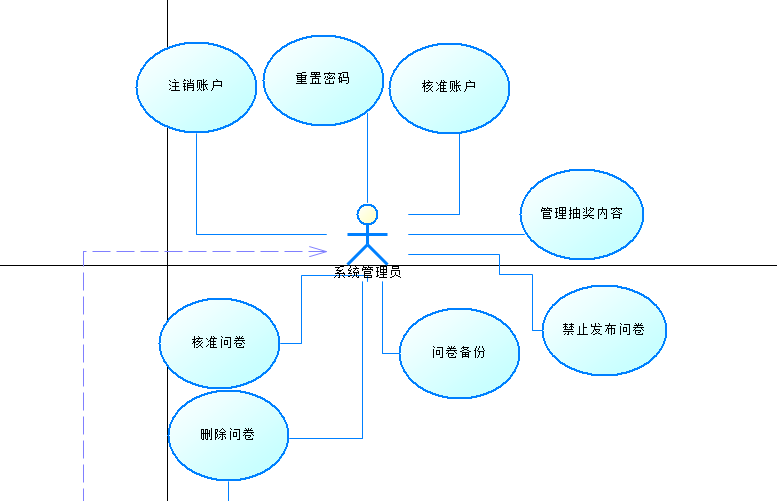 注销账户
重置密码
核准账户
管理抽奖内容
系统管理员
禁止发布问卷
核准问卷
问卷备份
删除问卷